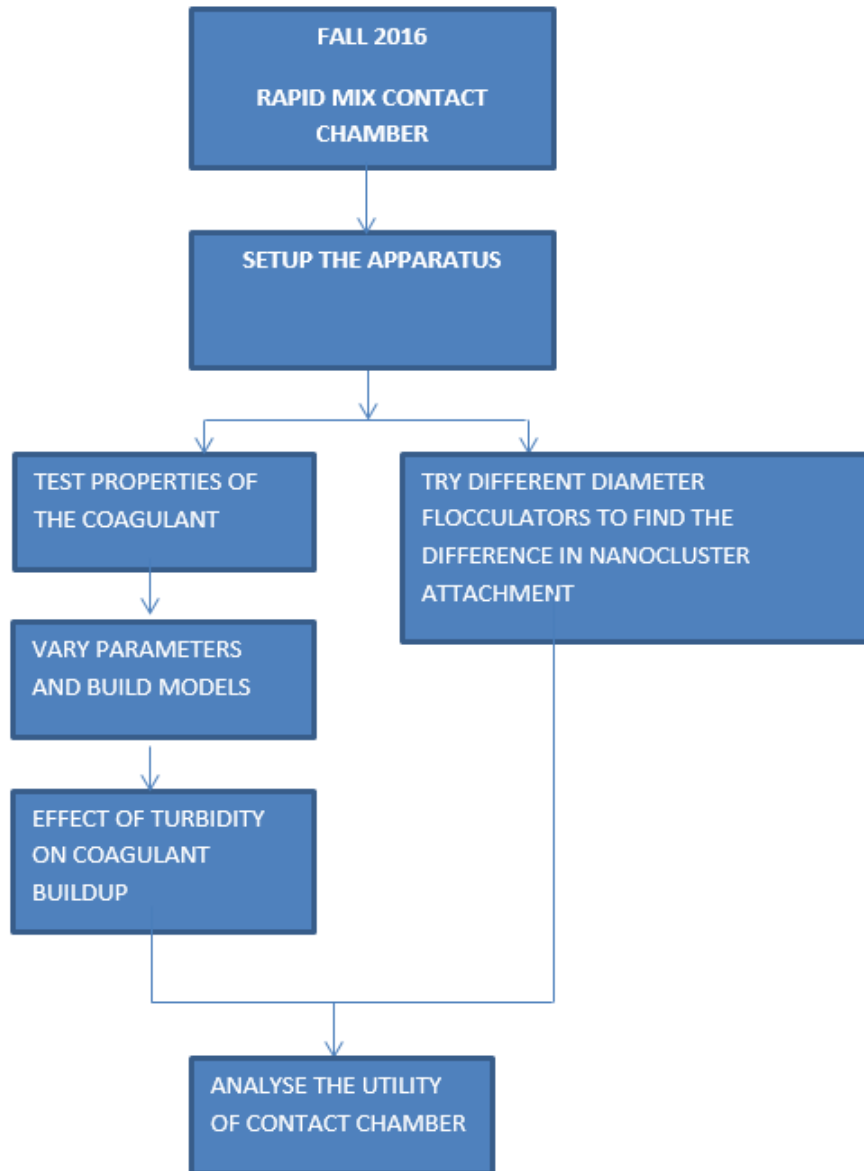 FALL 2016
RAPID MIX CONTACT
CHAMBER
SETUP THE APPARATUS
TEST PROPERTIES OF
THE COAGULANT
TRY DIFFERENT DIAMETER
FLOCCULATORS TO FIND THE
DIFFERENCE IN NANOCLUSTER
ATTACHMENT
VARY PARAMETERS
AND BUILD MODELS
EFFECT OF TURBIDITY
ON COAGULANT
BUILDUP
ANALYSE THE UTILITY
OF CONTACT CHAMBER